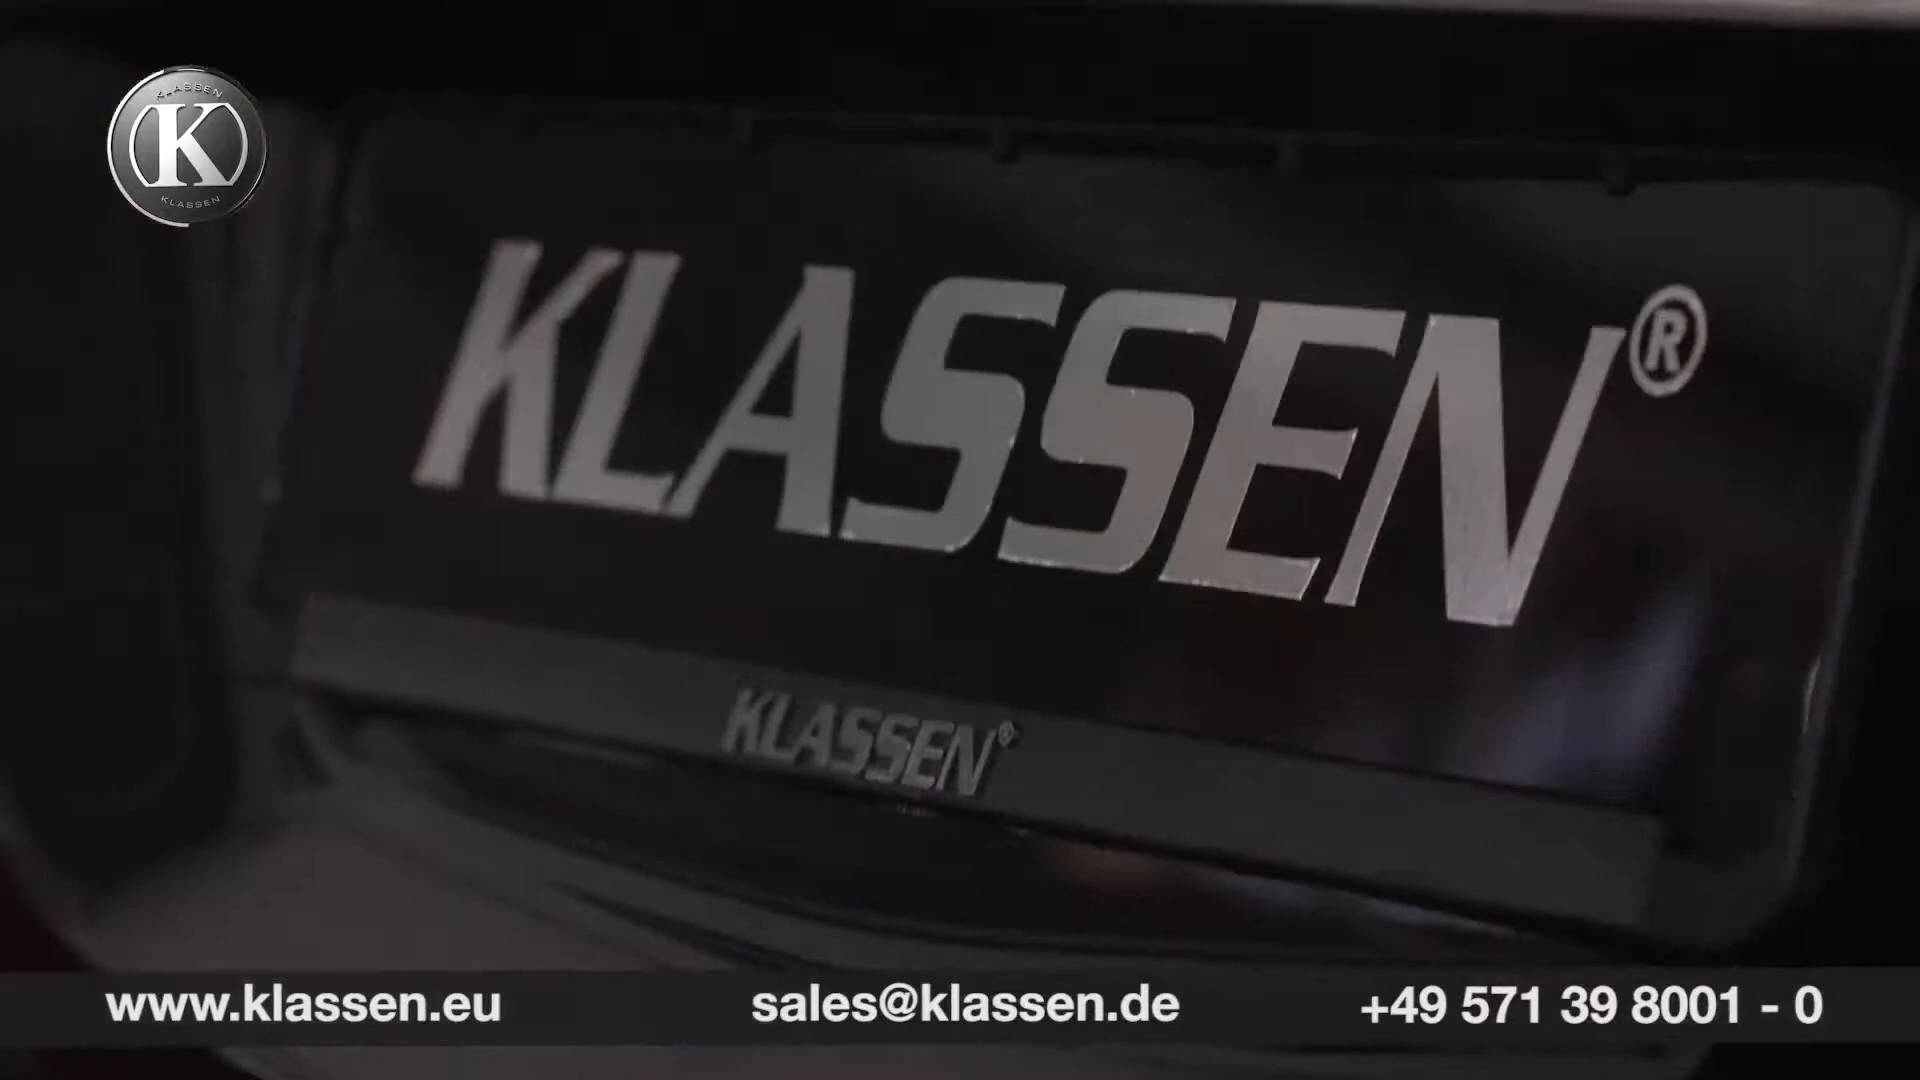 KLASSEN
K
KLASSEN
KLASSEN®
KLASSEN®
www.klassen.eu
sales@klassen.de
+49 571 39 8001 - 0